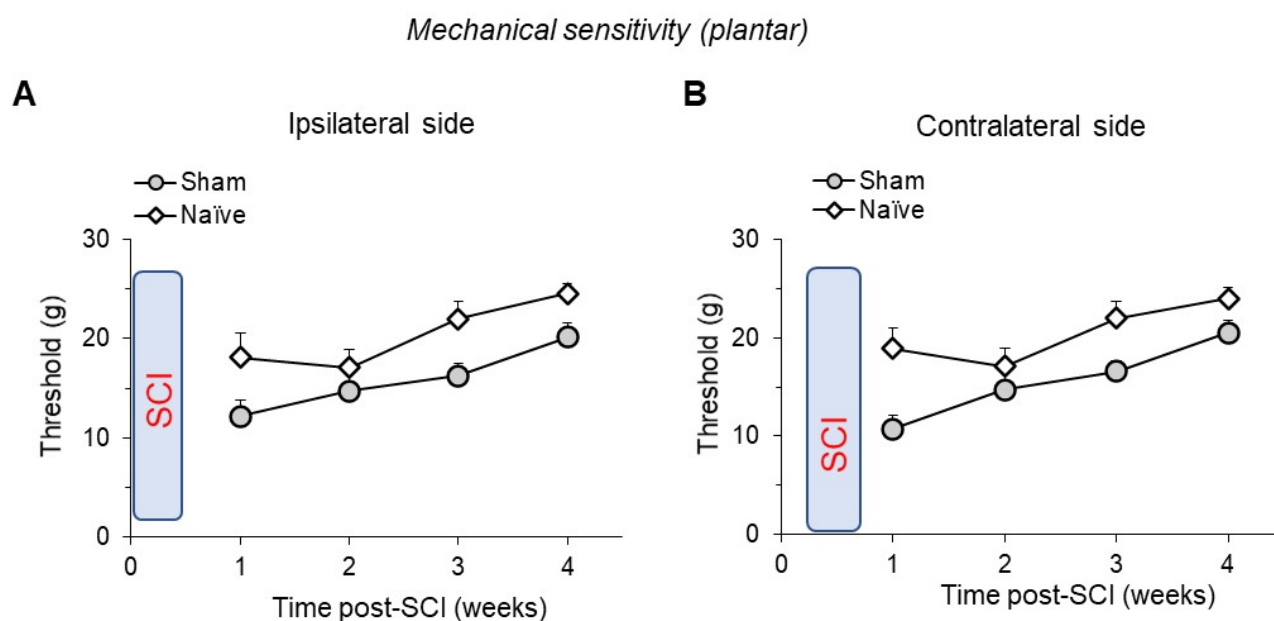 Mechanical sensitivity (plantar)
A
Ipsilateral side
Sham
Naïve
30
20
10
0
Threshold (g)
SCI
0 1 2 3 4
Time post-SCI (weeks)
B
Contralateral side
Sham
Naïve
30
20
10
0
Threshold (g)
SCI
0 1 2 3 4
Time post-SCI (weeks)